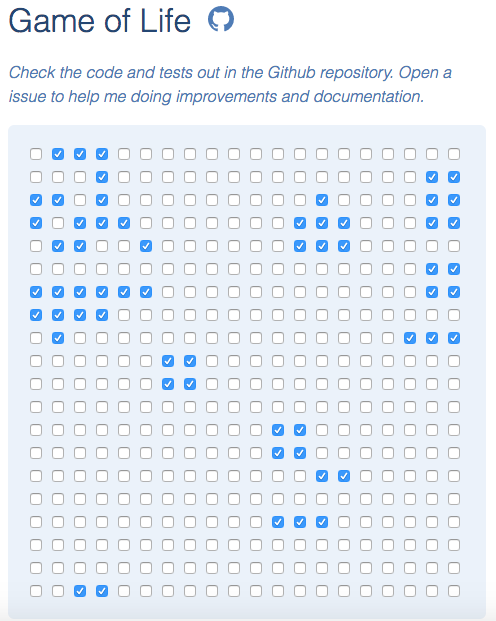 Game of Life
Check the code and tests out in the Github repository. Open a
issue to help me doing improvements and documentation.